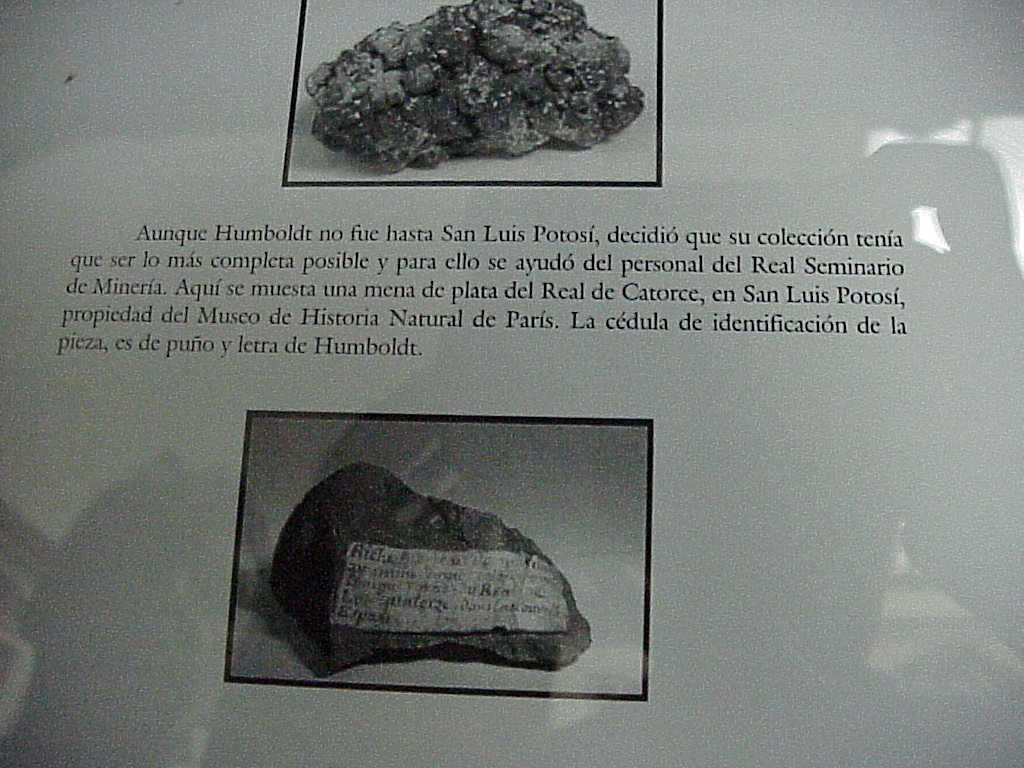 Aunque Humboldt no fue hasta San Luis Potosí, decidió que su colección tenía
que ser lo más completa posible y para ello se ayudó del personal del Real Seminario
de Minería. Aquí se muesta una mena de plata del Real de Catorce, en San Luis Potosí,
propiedad del Museo de Historia Natural de París. La cédula de identificación de la
pieza, es de puño y letra de Humboldt.